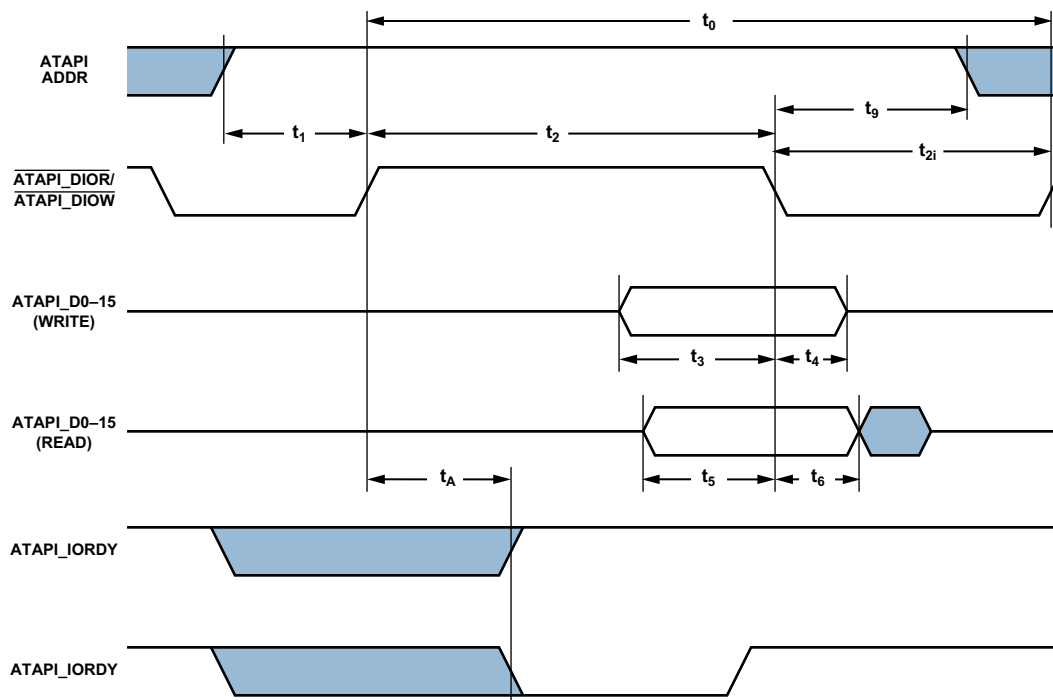 t0
ATAPI
ADDR
t9
t1
t2
t2i
ATAPI_DIOR/
ATAPI_DIOW
ATAPI_D0–15
(WRITE)
t3
t4
ATAPI_D0–15
(READ)
tA
t5
t6
ATAPI_IORDY
ATAPI_IORDY